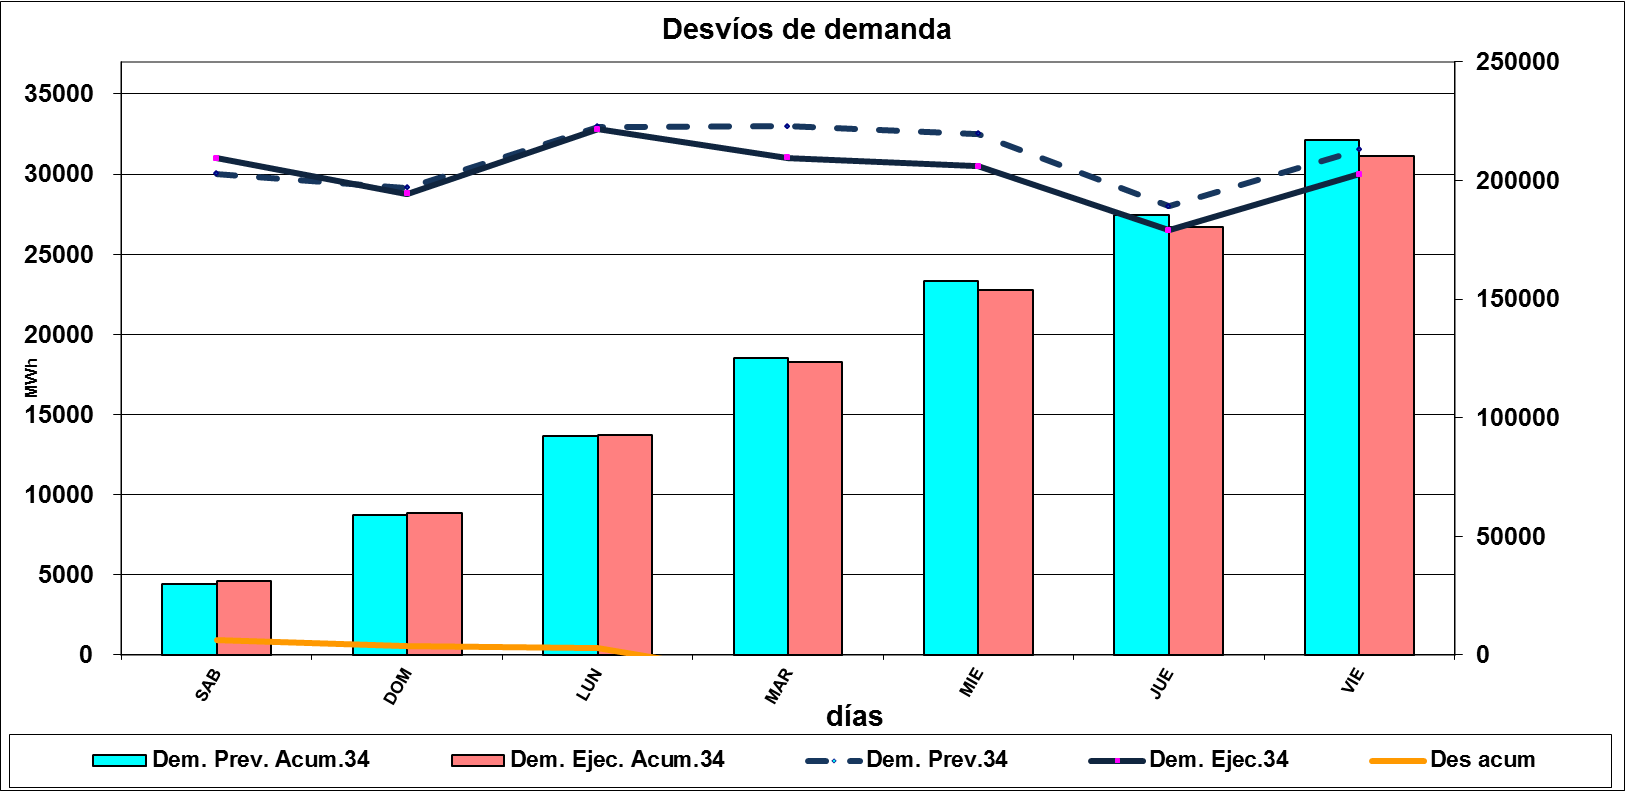 Desvíos de demanda
35000
30000
25000
20000
15000
10000
5000
0
MWh
250000
200000
150000
100000
50000
0
SAB
DOM
LUN
MAR
MIE
JUE
VIE
días
Dem. Prev. Acum.34
Dem. Ejec. Acum.34
Dem. Prev.34
Dem. Ejec.34
Des acum